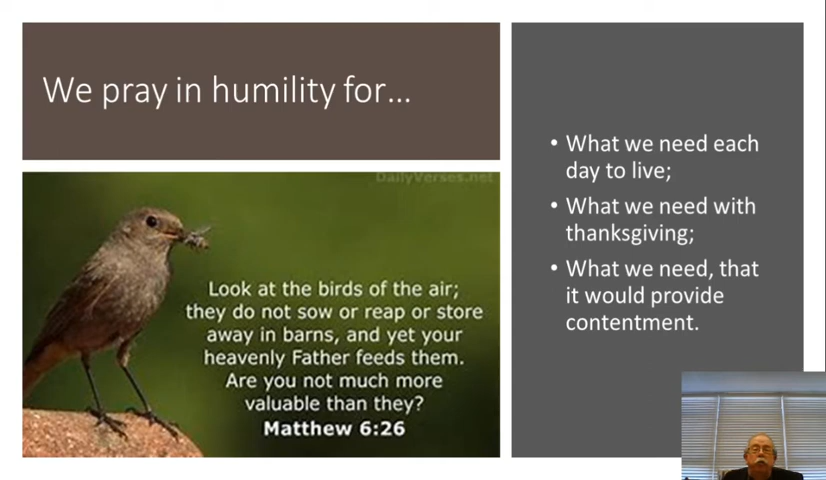 We pray in humility for...
DailyVerses.net
Look at the birds of the air;
they do not sow or reap or store
away in barns, and yet your
heavenly Father feeds them.
Are you not much more
valuable than they?
Matthew 6:26
• What we need each
day to live;
• What we need with
thanksgiving;
• What we need, that
it would provide
contentment.